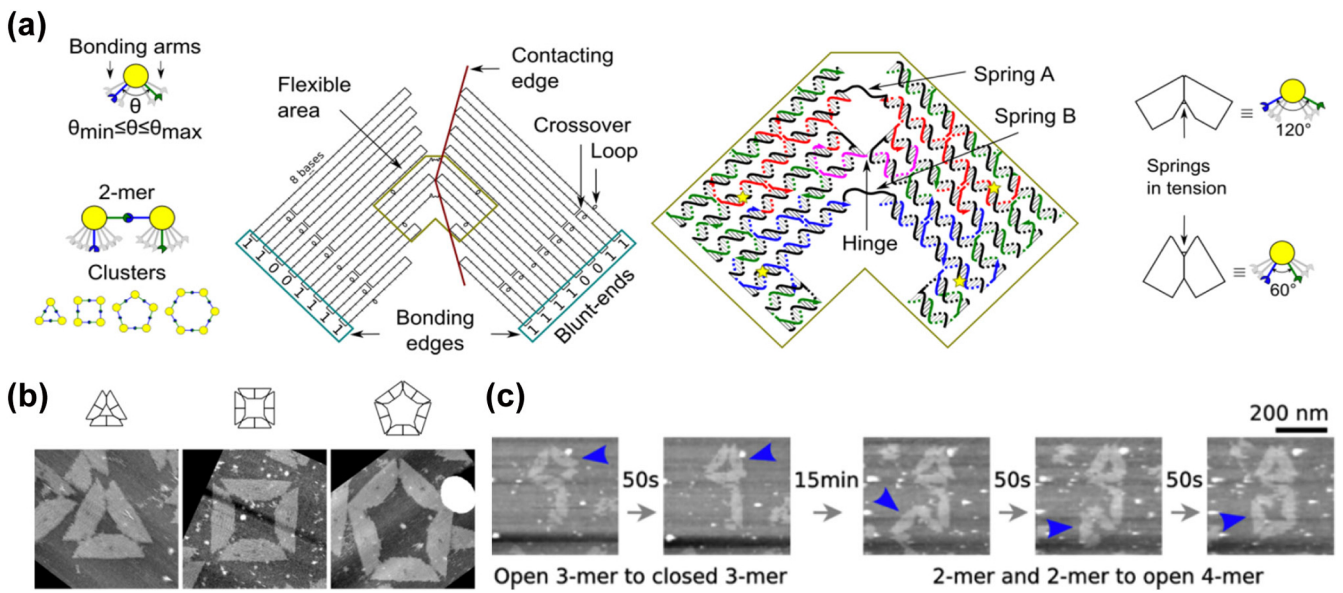 (a)
Bonding arms
θ
θmin≤θ≤θmax
2-mer
Clusters
Flexible
area
Contacting
edge
8 bases
Crossover
Loop
1 1 0 0 1 1 1 1
Bonding
edges
1 1 1 1 0 0 1 1
Blunt-ends
Spring A
Spring B
Hinge
≡
120°
Springs
in tension
≡
60°
(b)
(c)
200 nm
50s
15min
50s
50s
Open 3-mer to closed 3-mer
2-mer and 2-mer to open 4-mer